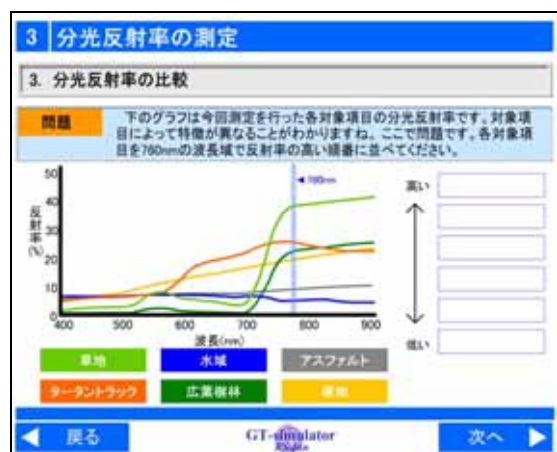 3 分光反射率の測定
3. 分光反射率の比較
問題
下のグラフは今回測定を行った各対象項目の分光反射率です。対象項
目によって特徴が異なることがわかりますね。ここで問題です。各対象項
目を760nmの波長域で反射率の高い順番に並べてください。
50
40
30
20
10
0
反射率(%)
◀ 760nm
400 500 600 700 800 900
波長(nm)
高い
低い
草地 水域 アスファルト
タータントラック 広葉樹林 裸地
戻る
GT-simulator
次へ